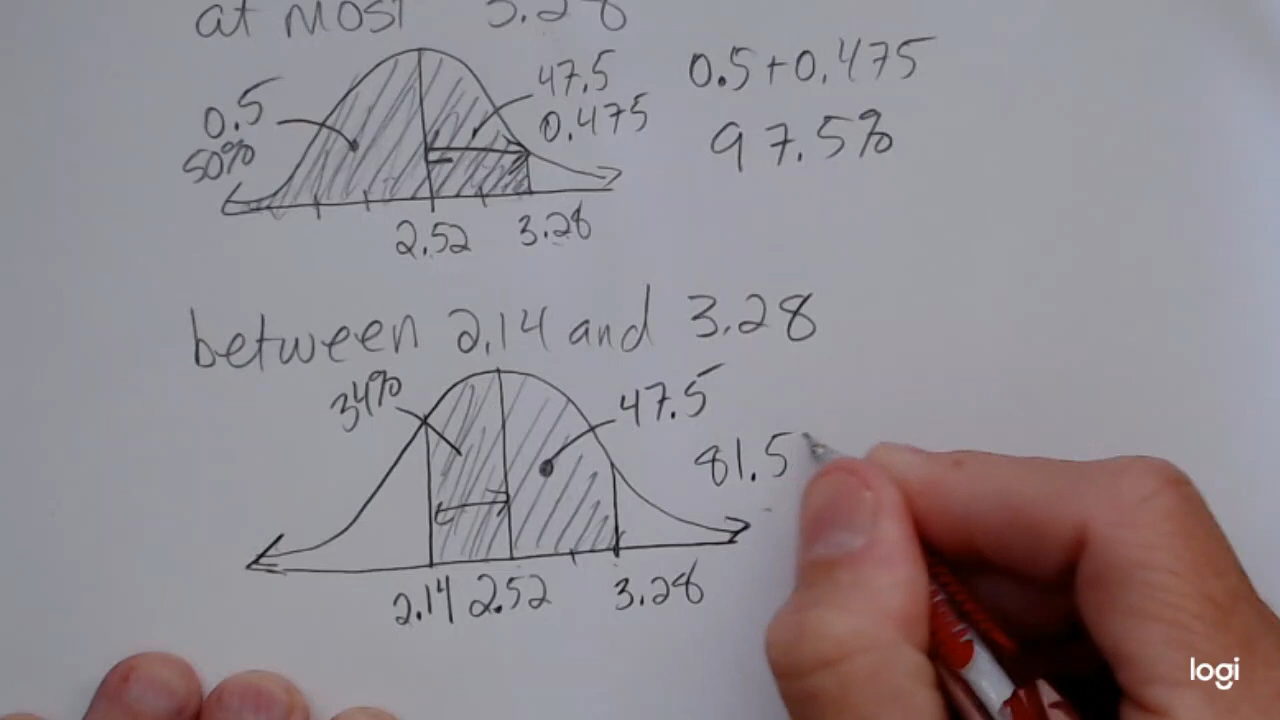 at most 3.28
0.5
50%
47.5
0.475
0.5+0.475
97.5%
2.52 3.28
between 2.14 and 3.28
34%
47.5
81.5
2.14 2.52 3.28
logi